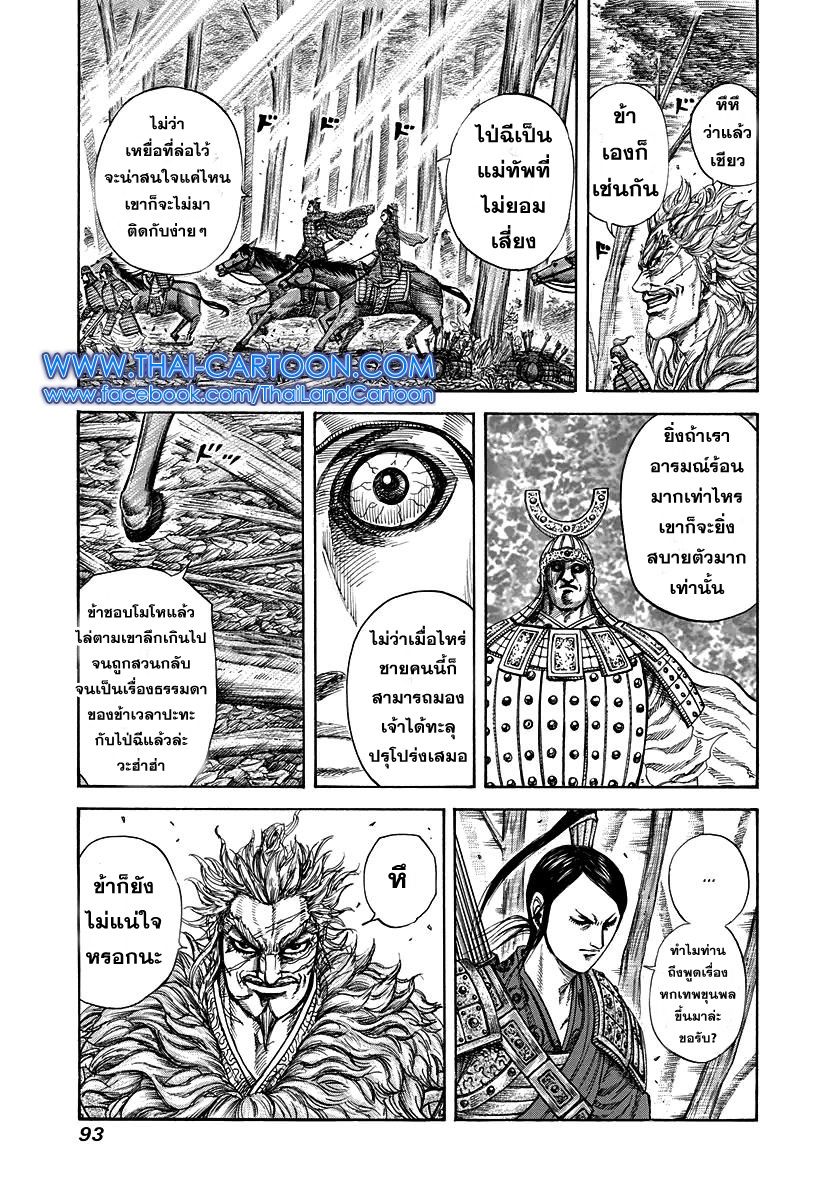 ทีทึ
ว่าแล้ว
เชียว
ข้า
เองก็
เช่นกัน
ไป่ฉีเป็น
แม่ทัพที่
ไม่ยอม
เสี่ยง
ไม่ว่า
เหยื่อที่ล่อไว้
จะน่าสนใจแค่ไหน
เขาก็จะไม่มา
ติดกับง่ายๆ
ド
ド
ド
ド
ド
WWW.THAI-CARTOON.COM
www.facebook.com/ThaiLandCartoon
ยิ่งถ้าเรา
อารมณ์ร้อน
มากเท่าไหร
เขาก็จะยิ่ง
สบายตัวมาก
เท่านั้น
ไม่ว่าเมื่อไหร่
ชายคนนี้ก็
สามารถมอง
เจ้าได้ทะลุ
ปรุโปร่งเสมอ
ド
ド
ข้าชอบโมโหแล้ว
ไล่ตามเขาลึกเกินไป
จนถูกสวนกลับ
จนเป็นเรื่องธรรมดา
ของข้าเวลาปะทะ
กับไป่ฉีแล้วล่ะ
วะฮ่าฮ่า
...
ทำไมท่าน
ถึงพูดเรื่อง
หกเทพขุนพล
ขึ้นมาล่ะ
ขอรับ?
หึ
ข้าก็ยัง
ไม่แน่ใจ
หรอกนะ
93